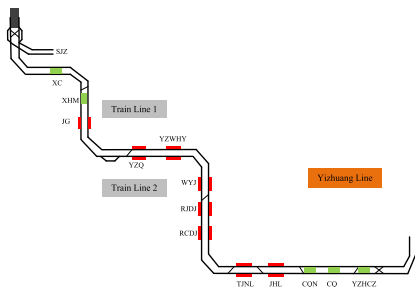 SJZ
XC
XHM
Train Line 1
JG
YZWHY
YZQ
Train Line 2
WYJ
Yizhuang Line
RJDJ
RCDJ
TJNL
JHL
CQN
CQ
YZHCZ